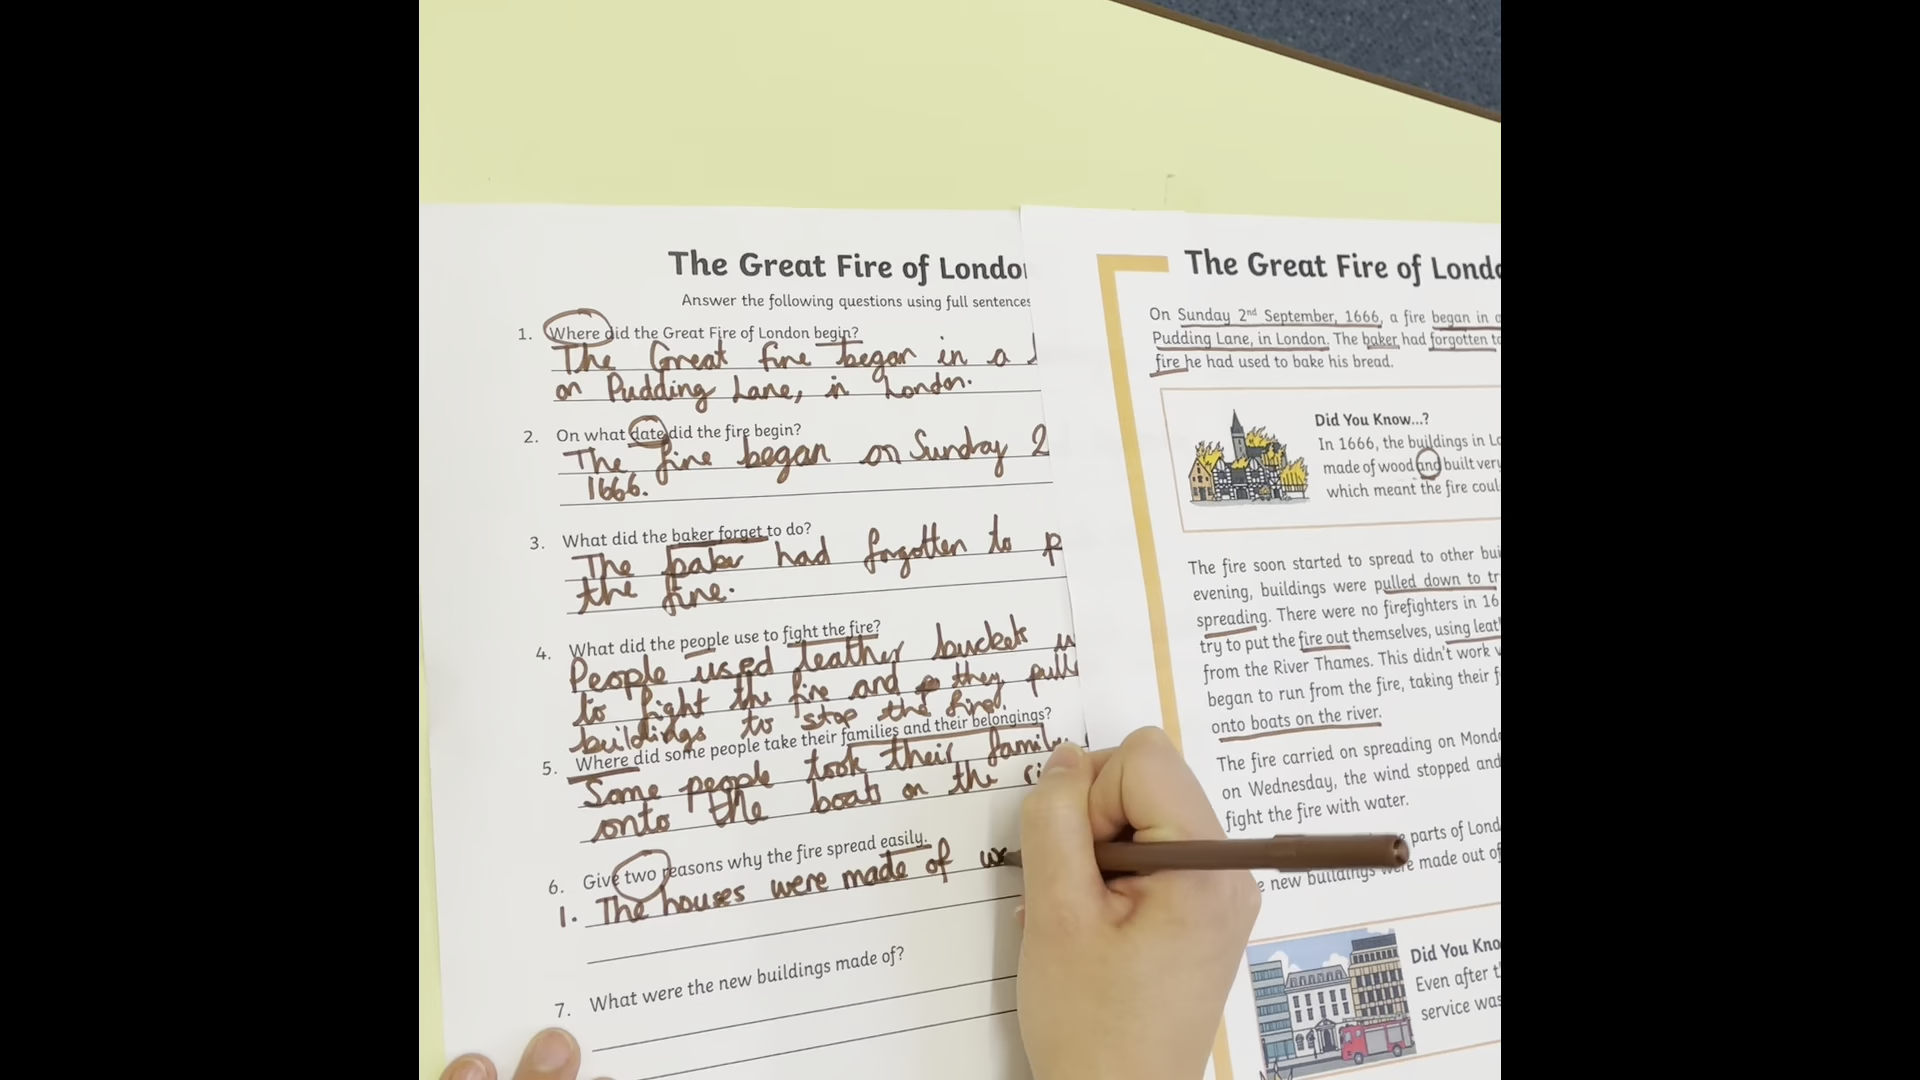 The Great Fire of London
Answer the following questions using full sentences
1. Where did the Great Fire of London begin?
The Great fire began in a
on Pudding Lane, in London.
2. On what date did the fire begin?
The fire began on Sunday 2
1666.
3. What did the baker forget to do?
The baker had forgotten to p
the fire.
4. What did the people use to fight the fire?
People used leather buckets
to fight the fire and they pull
buildings to stop the fire.
5. Where did some people take their families and their belongings?
Some people took their family
onto the boats on the ri
6. Give two reasons why the fire spread easily.
1. The houses were made of wo
7. What were the new buildings made of?
The Great Fire of Londo
On Sunday 2nd September, 1666, a fire began in a
Pudding Lane, in London. The baker had forgotten to
fire he had used to bake his bread.
Did You Know...?
In 1666, the buildings in Lo
made of wood and built very
which meant the fire coul
The fire soon started to spread to other bui
evening, buildings were pulled down to tr
spreading. There were no firefighters in 16
try to put the fire out themselves, using leat
from the River Thames. This didn't work
began to run from the fire, taking their f
onto boats on the river.
The fire carried on spreading on Mond
on Wednesday, the wind stopped and
fight the fire with water.
parts of Lond
e new buildings were made out of
Did You Kno
Even after t
service was